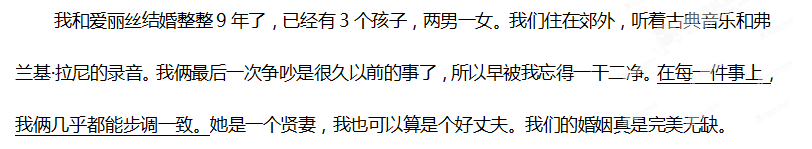 我和爱丽丝结婚整整9年了，已经有3个孩子，两男一女。我们住在郊外，听着古典音乐和弗
兰基·拉尼的录音。我俩最后一次争吵是很久以前的事了，所以早被我忘得一干二净。在每一件事上，
我俩几乎都能步调一致。她是一个贤妻，我也可以算是个好丈夫。我们的婚姻真是完美无缺。